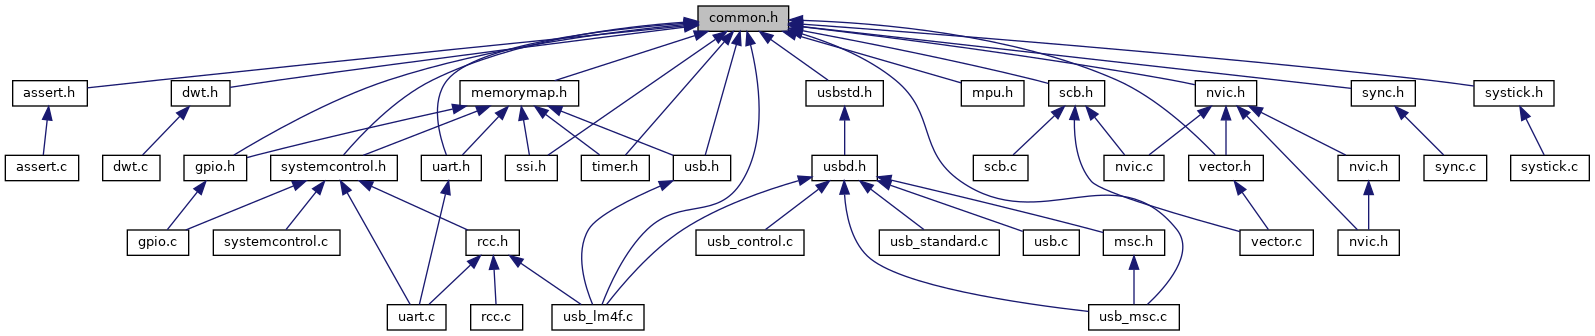 common.h
assert.h
dwt.h
memorymap.h
usbstd.h
mpu.h
scb.h
nvic.h
sync.h
systick.h
assert.c
dwt.c
gpio.h
systemcontrol.h
uart.h
ssi.h
timer.h
usb.h
usbd.h
scb.c
nvic.c
vector.h
nvic.h
sync.c
systick.c
gpio.c
systemcontrol.c
rcc.h
usb_control.c
usb_standard.c
usb.c
msc.h
vector.c
nvic.h
uart.c
rcc.c
usb_lm4f.c
usb_msc.c